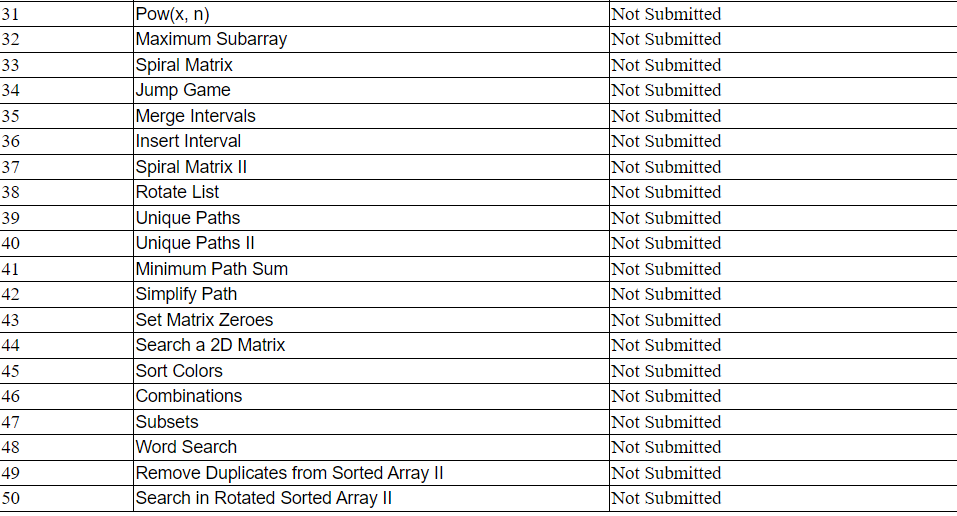 31 Pow(x, n) Not Submitted
32 Maximum Subarray Not Submitted
33 Spiral Matrix Not Submitted
34 Jump Game Not Submitted
35 Merge Intervals Not Submitted
36 Insert Interval Not Submitted
37 Spiral Matrix II Not Submitted
38 Rotate List Not Submitted
39 Unique Paths Not Submitted
40 Unique Paths II Not Submitted
41 Minimum Path Sum Not Submitted
42 Simplify Path Not Submitted
43 Set Matrix Zeroes Not Submitted
44 Search a 2D Matrix Not Submitted
45 Sort Colors Not Submitted
46 Combinations Not Submitted
47 Subsets Not Submitted
48 Word Search Not Submitted
49 Remove Duplicates from Sorted Array II Not Submitted
50 Search in Rotated Sorted Array II Not Submitted